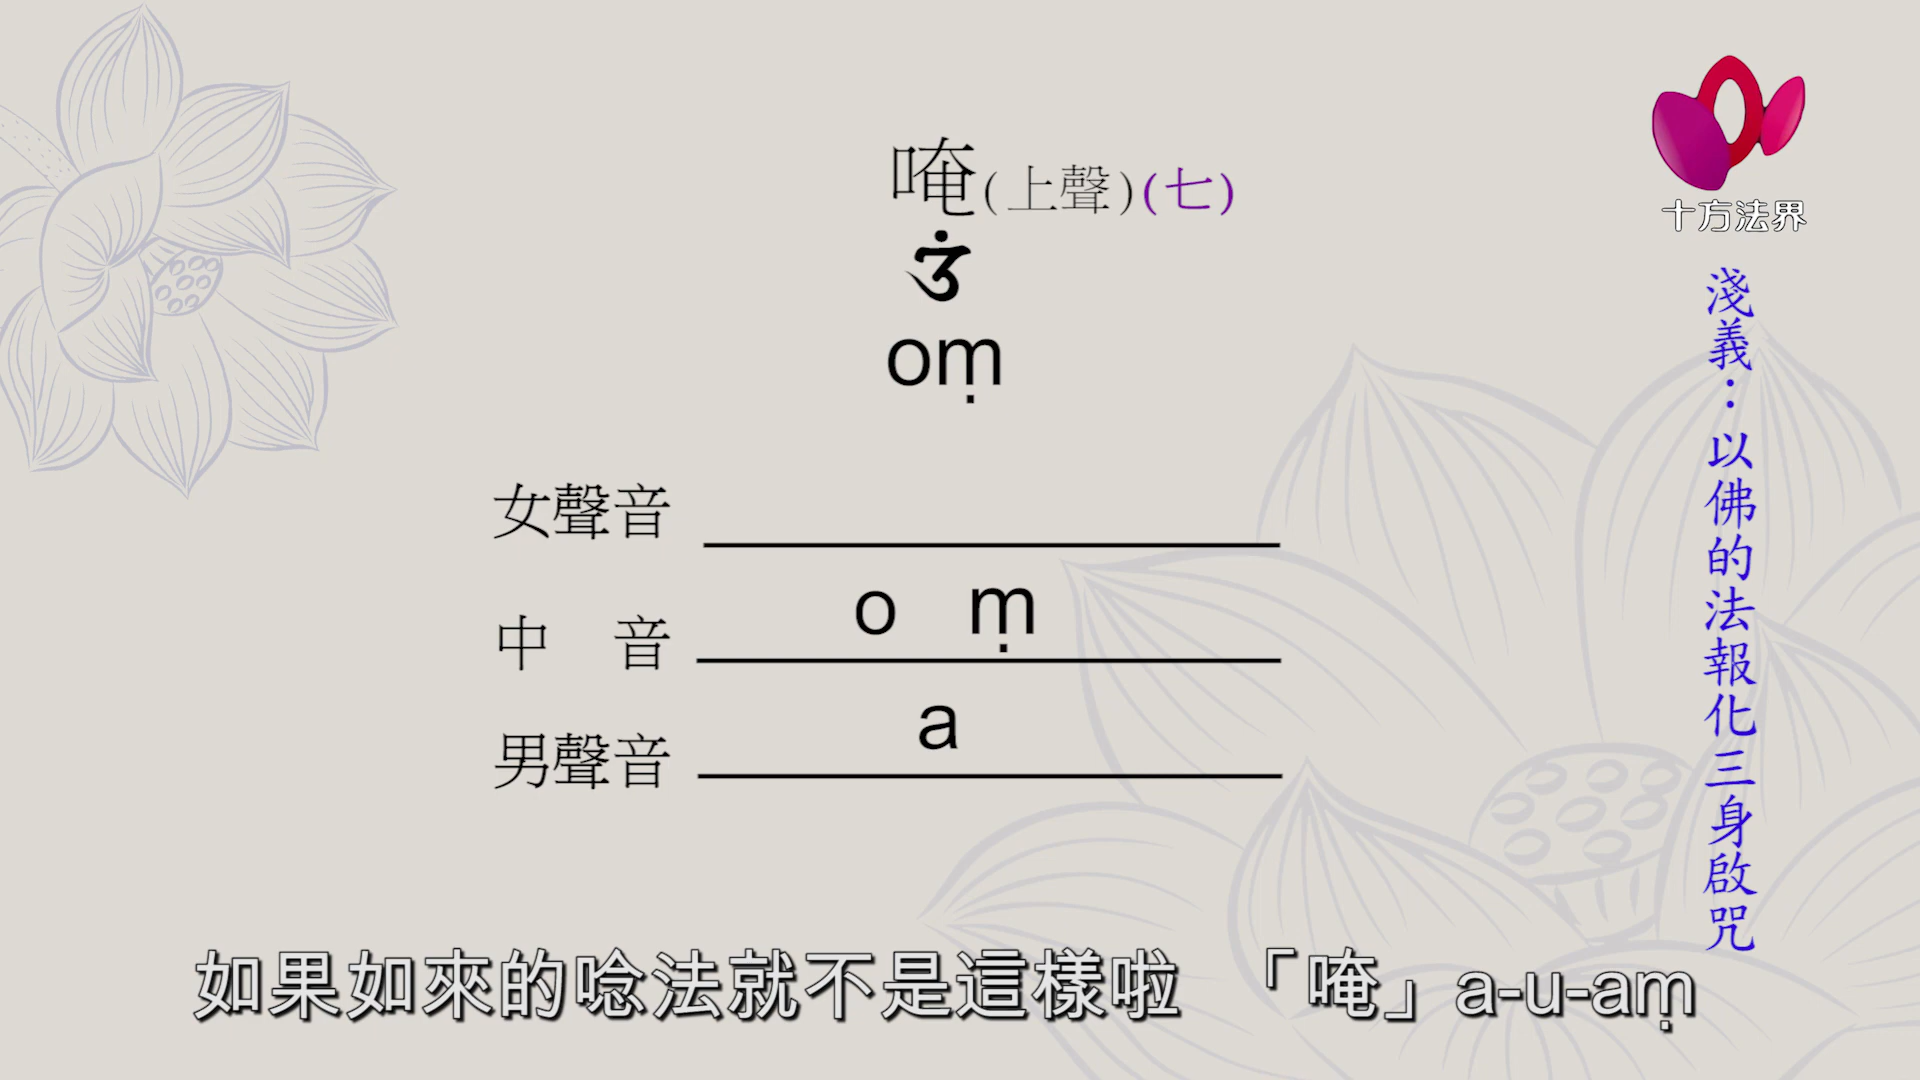 唵(上聲)(七)
oṃ
女聲音
中 音 o ṃ
男聲音 a
十方法界
淺義：以佛的法報化三身啟咒
如果如來的唸法就不是這樣啦 「唵」a-u-aṃ